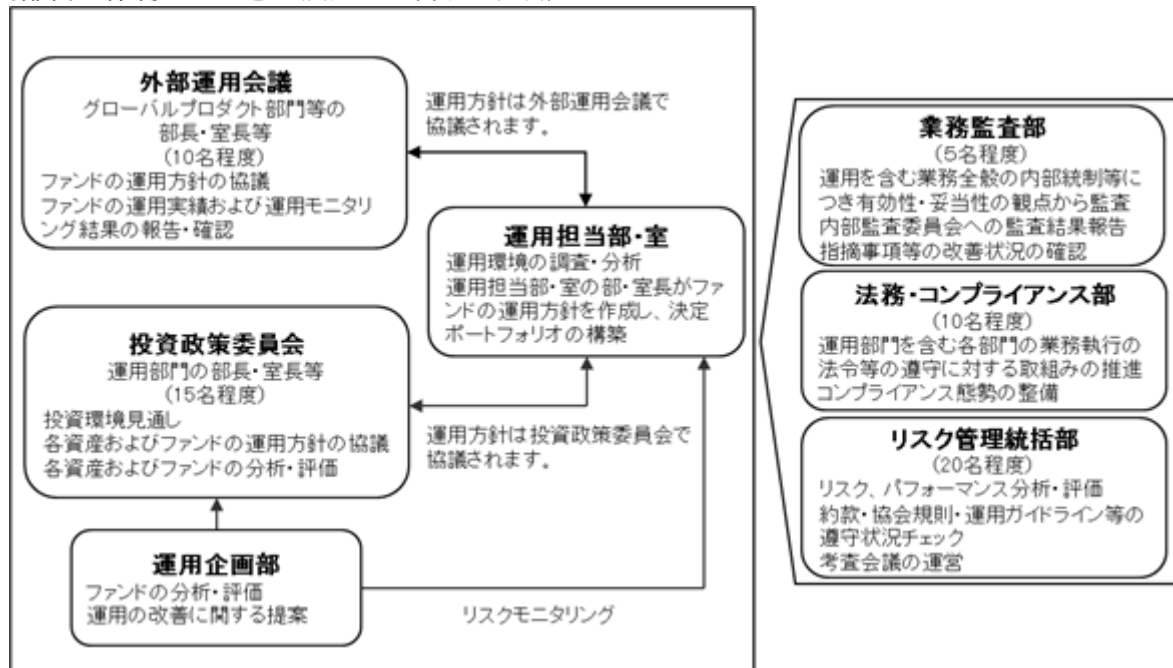 外部運用会議
グローバルプロダクト部門等の
部長・室長等
(10名程度)
ファンドの運用方針の協議
ファンドの運用実績および運用モニタリ
ング結果の報告・確認
運用方針は外部運用会議で
協議されます。
運用担当部・室
運用環境の調査・分析
運用担当部・室の部・室長がファ
ンドの運用方針を作成し、決定
ポートフォリオの構築
投資政策委員会
運用部門の部長・室長等
(15名程度)
投資環境見通し
各資産およびファンドの運用方針の協議
各資産およびファンドの分析・評価
運用方針は投資政策委員会で
協議されます。
運用企画部
ファンドの分析・評価
運用の改善に関する提案
リスクモニタリング
業務監査部
(5名程度)
運用を含む業務全般の内部統制等に
つき有効性・妥当性の観点から監査
内部監査委員会への監査結果報告
指摘事項等の改善状況の確認
法務・コンプライアンス部
(10名程度)
運用部門を含む各部門の業務執行の
法令等の遵守に対する取組みの推進
コンプライアンス態勢の整備
リスク管理統括部
(20名程度)
リスク、パフォーマンス分析・評価
約款・協会規則・運用ガイドライン等の
遵守状況チェック
考査会議の運営